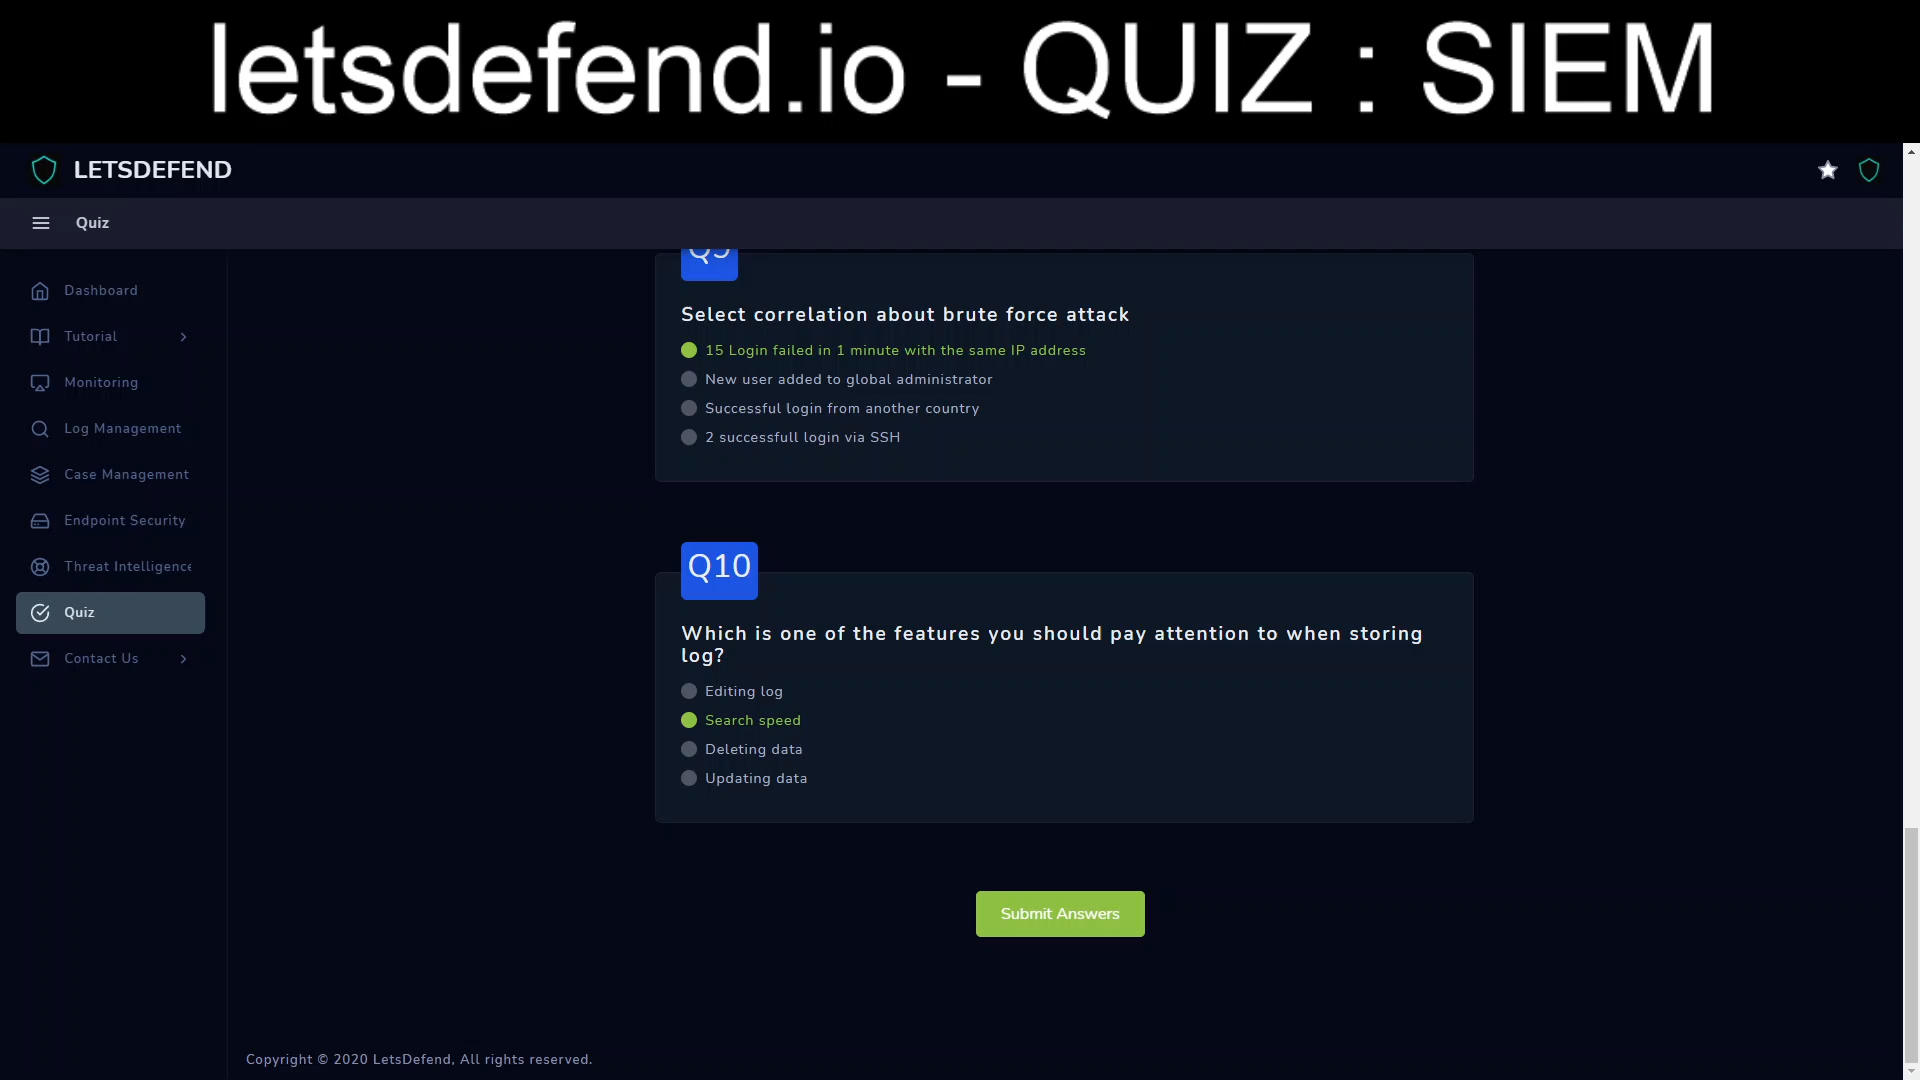 letsdefend.io - QUIZ : SIEM
LETSDEFEND
Quiz
Dashboard
Tutorial
Monitoring
Log Management
Case Management
Endpoint Security
Threat Intelligence
Quiz
Contact Us
Q9
Select correlation about brute force attack
15 Login failed in 1 minute with the same IP address
New user added to global administrator
Successful login from another country
2 successfull login via SSH
Q10
Which is one of the features you should pay attention to when storing
log?
Editing log
Search speed
Deleting data
Updating data
Submit Answers
Copyright © 2020 LetsDefend, All rights reserved.